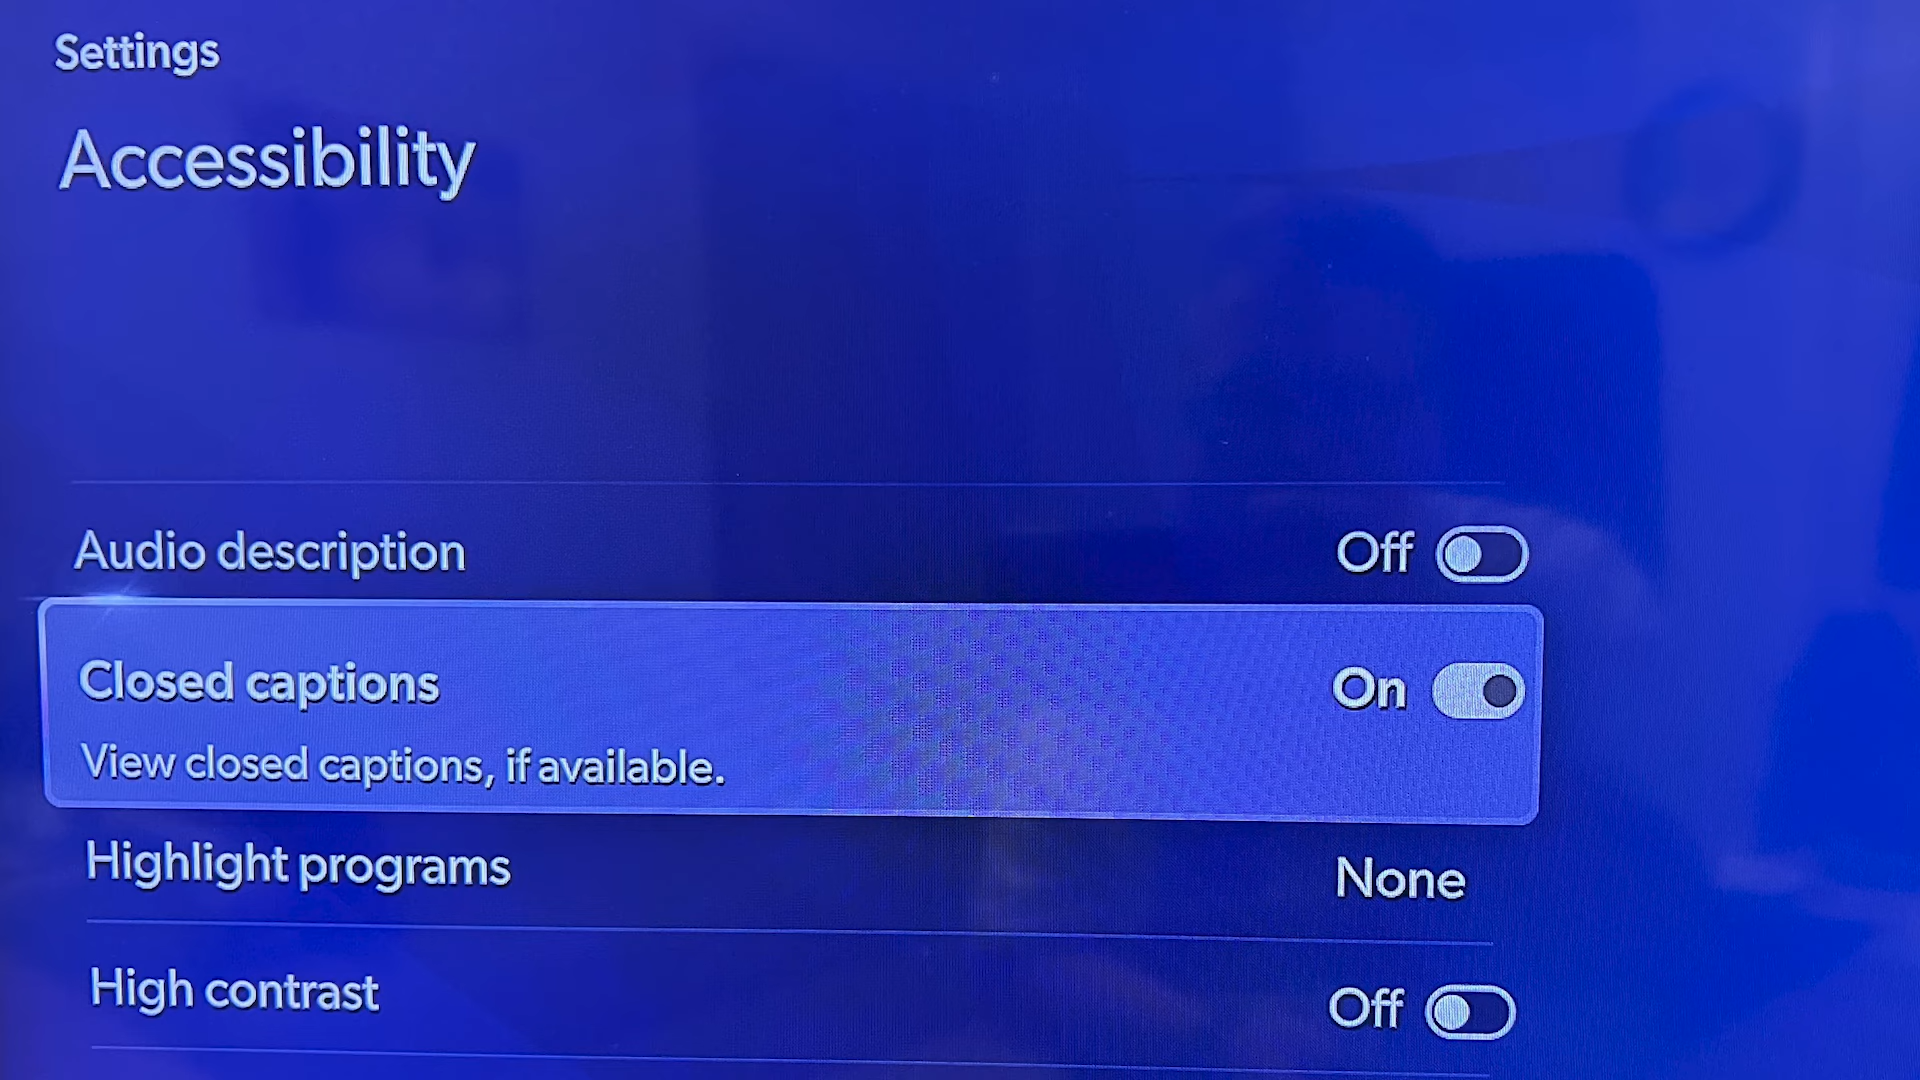 Settings
Accessibility
Audio description Off
Closed captions On
View closed captions, if available.
Highlight programs None
High contrast Off